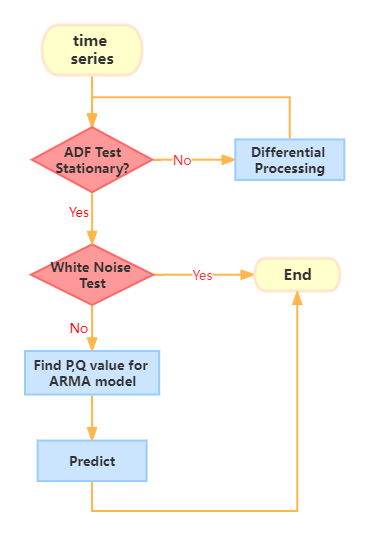 time
series
ADF Test
Stationary?
No
Differential
Processing
Yes
White Noise
Test
Yes
End
No
Find P,Q value for
ARMA model
Predict